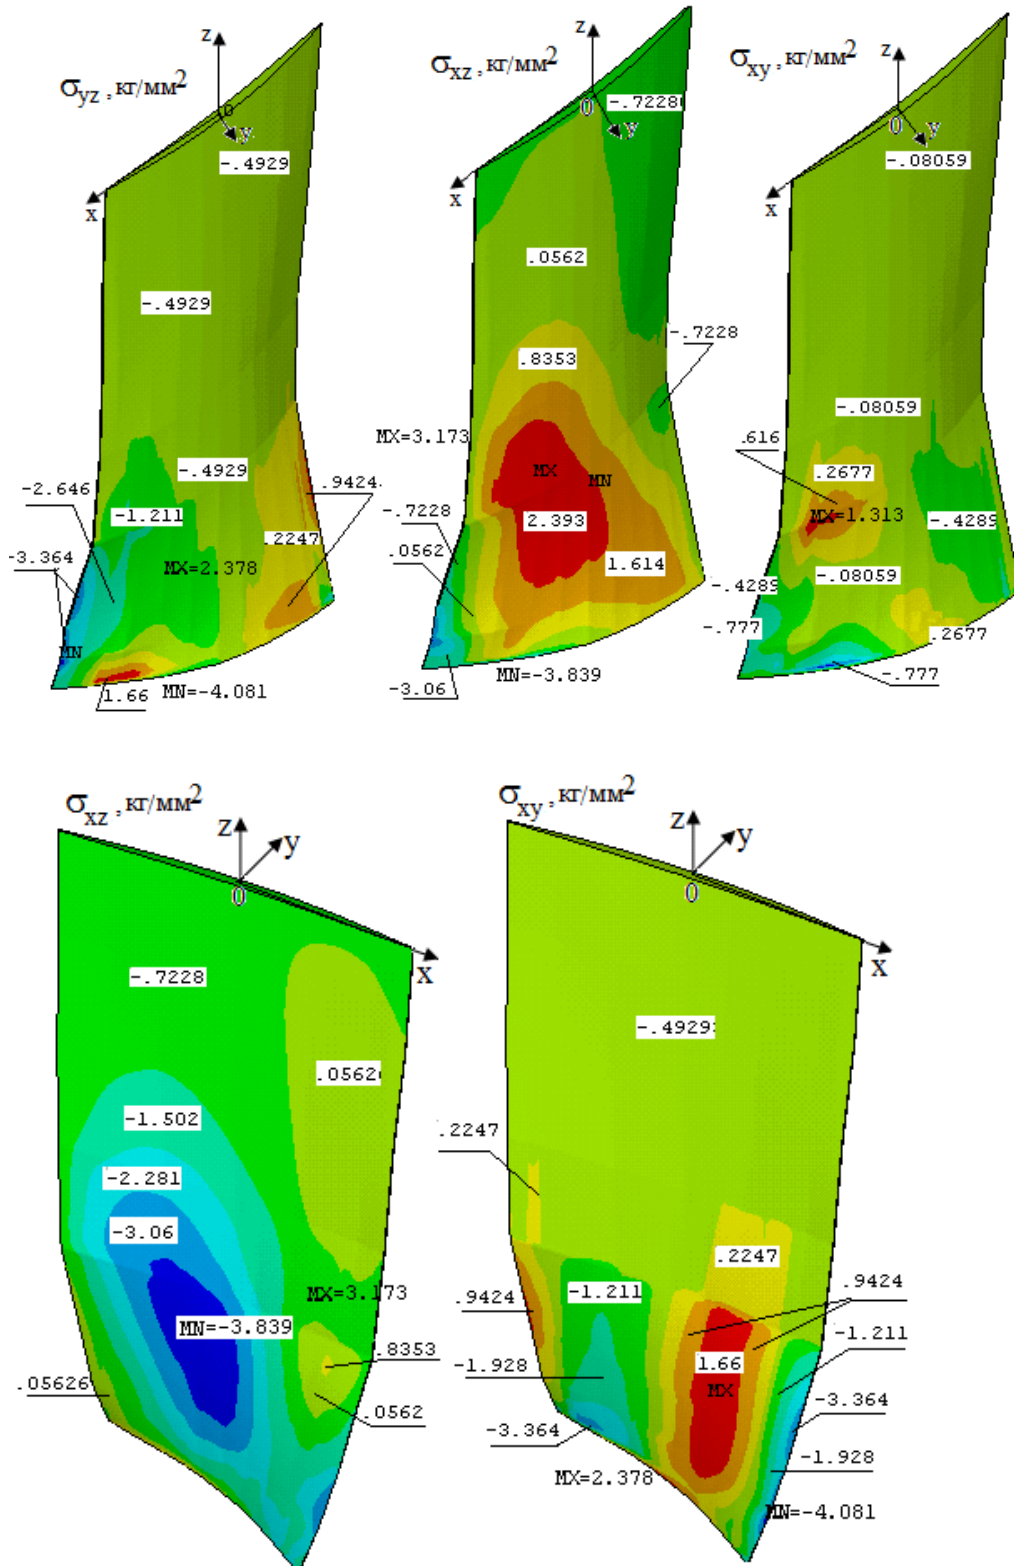 σyz , кг/мм2
z
0
y
x
-.4929
-.4929
-.4929
-2.646
-1.211
-3.364
MX=2.378
.2247
.9424
MN
1.66
MN=-4.081
σxz , кг/мм2
z
0
y
x
-.7228
.0562
.8353
-.7228
MX=3.173
MX
MN
2.393
-.7228
.0562
1.614
MN=-3.839
-3.06
σxy , кг/мм2
z
0
y
x
-.08059
-.08059
.616
.2677
MX=1.313
-.4289
-.08059
-.4289
-.777
.2677
-.777
σxz , кг/мм2
z
y
0
x
-.7228
.0562
-1.502
-2.281
-3.06
MX=3.173
MN=-3.839
.8353
.05626
.0562
σxy , кг/мм2
z
y
0
x
-.4929
.2247
.2247
.9424
-1.211
.9424
-1.211
1.66
MX
-1.928
-3.364
-3.364
-1.928
MX=2.378
MN=-4.081